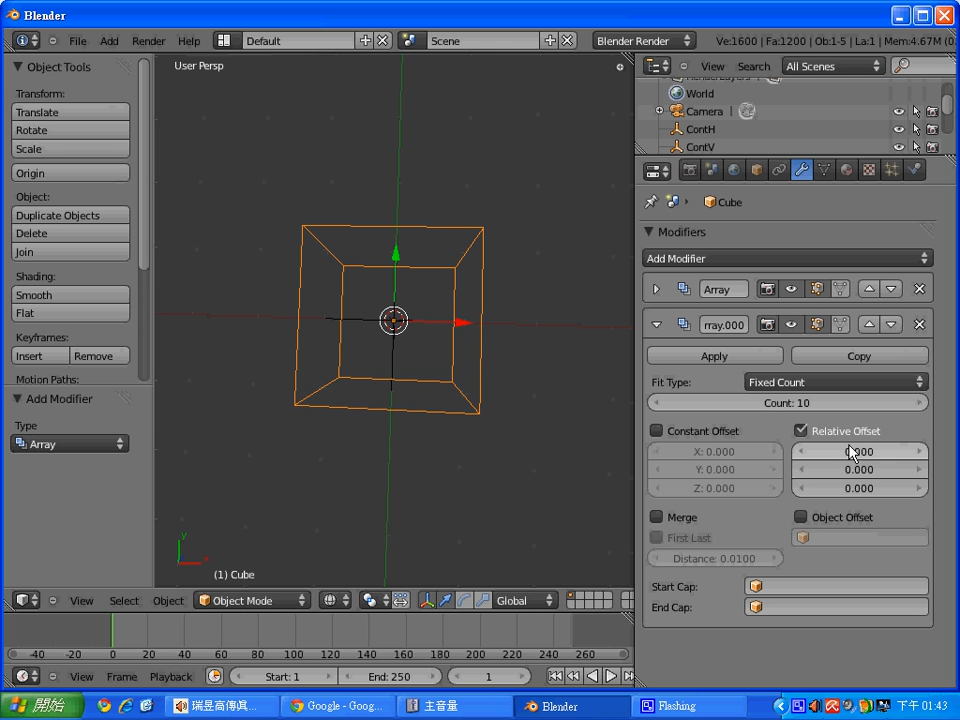 Blender
File Add Render Help Default Scene Blender Render Ve:1600 | Fa:1200 | Ob:1-5 | La:1 | Mem:4.67M (0
Object Tools
Transform:
Translate
Rotate
Scale
Origin
Object:
Duplicate Objects
Delete
Join
Shading:
Smooth
Flat
Keyframes:
Insert Remove
Motion Paths:
Add Modifier
Type
Array
User Persp
y
(1) Cube
View Select Object Object Mode Global
View Search All Scenes
World
Camera
ContH
ContV
Cube
Modifiers
Add Modifier
Array
rray.000
Apply Copy
Fit Type: Fixed Count
Count: 10
Constant Offset Relative Offset
X: 0.000 0.000
Y: 0.000 0.000
Z: 0.000 0.000
Merge Object Offset
First Last
Distance: 0.0100
Start Cap:
End Cap:
-40 -20 0 20 40 60 80 100 120 140 160 180 200 220 240 260
View Frame Playback Start: 1 End: 250 1
開始 Google - Goog... 主音量 Blender Flashing 下午 01:43